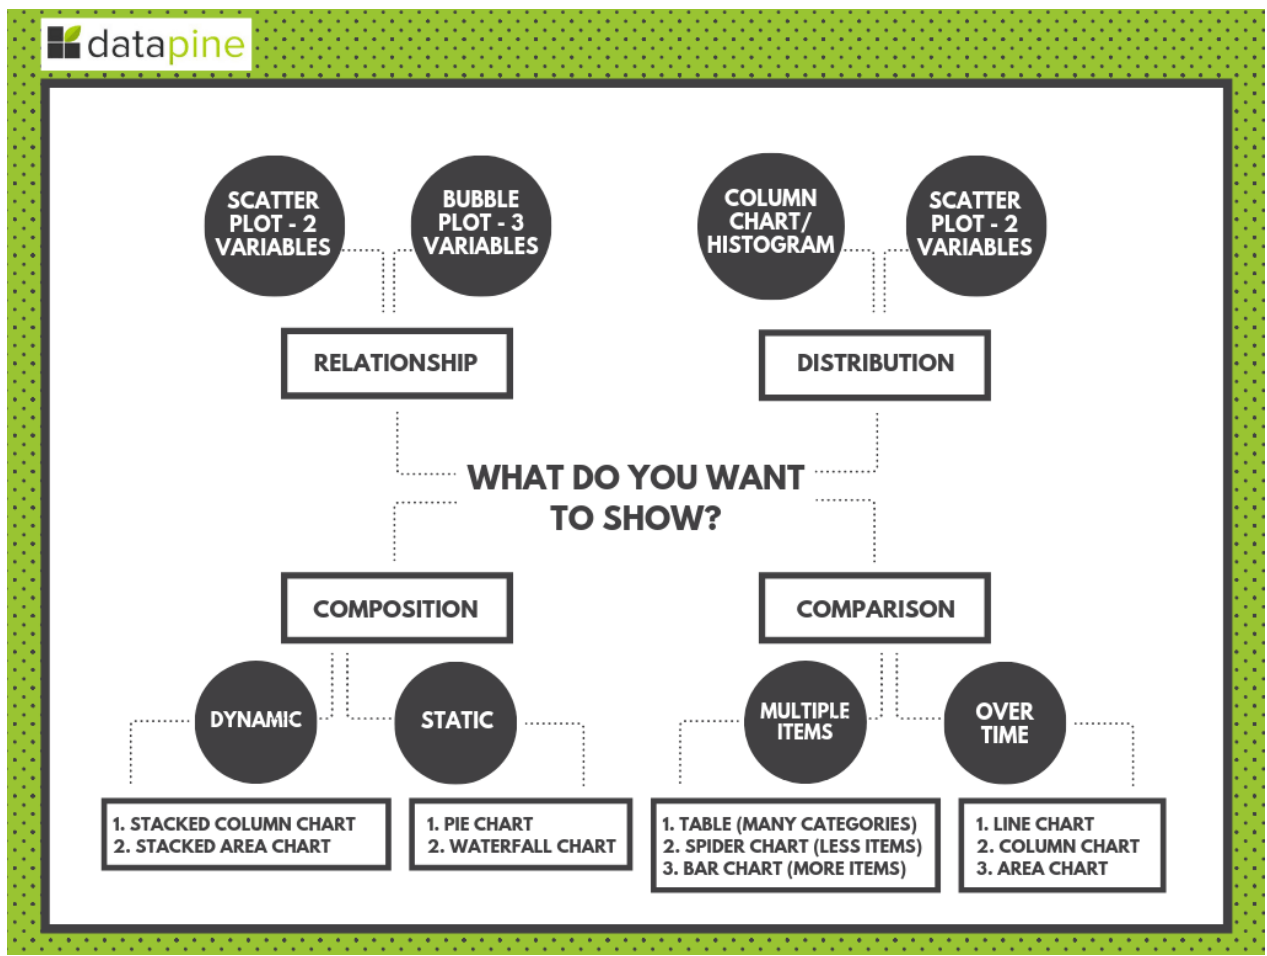 datapine
SCATTER
PLOT - 2
VARIABLES
BUBBLE
PLOT - 3
VARIABLES
COLUMN
CHART/
HISTOGRAM
SCATTER
PLOT - 2
VARIABLES
RELATIONSHIP
DISTRIBUTION
WHAT DO YOU WANT
TO SHOW?
COMPOSITION
COMPARISON
DYNAMIC
STATIC
MULTIPLE
ITEMS
OVER
TIME
1. STACKED COLUMN CHART
2. STACKED AREA CHART
1. PIE CHART
2. WATERFALL CHART
1. TABLE (MANY CATEGORIES)
2. SPIDER CHART (LESS ITEMS)
3. BAR CHART (MORE ITEMS)
1. LINE CHART
2. COLUMN CHART
3. AREA CHART